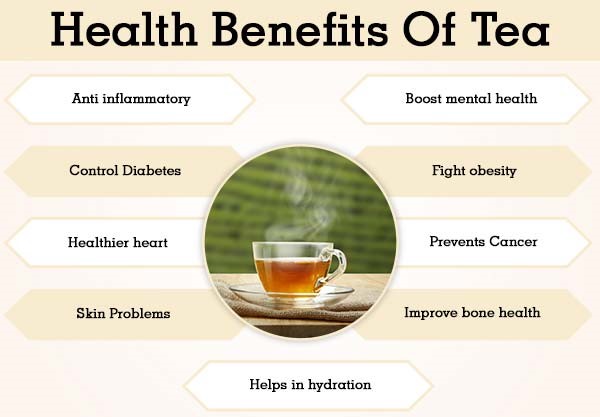 Health Benefits Of Tea
Anti inflammatory
Boost mental health
Control Diabetes
Fight obesity
Healthier heart
Prevents Cancer
Skin Problems
Improve bone health
Helps in hydration